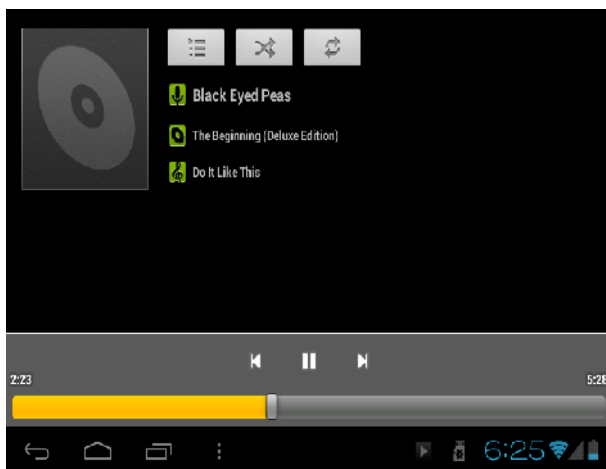 Black Eyed Peas
The Beginning (Deluxe Edition)
Do It Like This
2:23
5:28
6:25